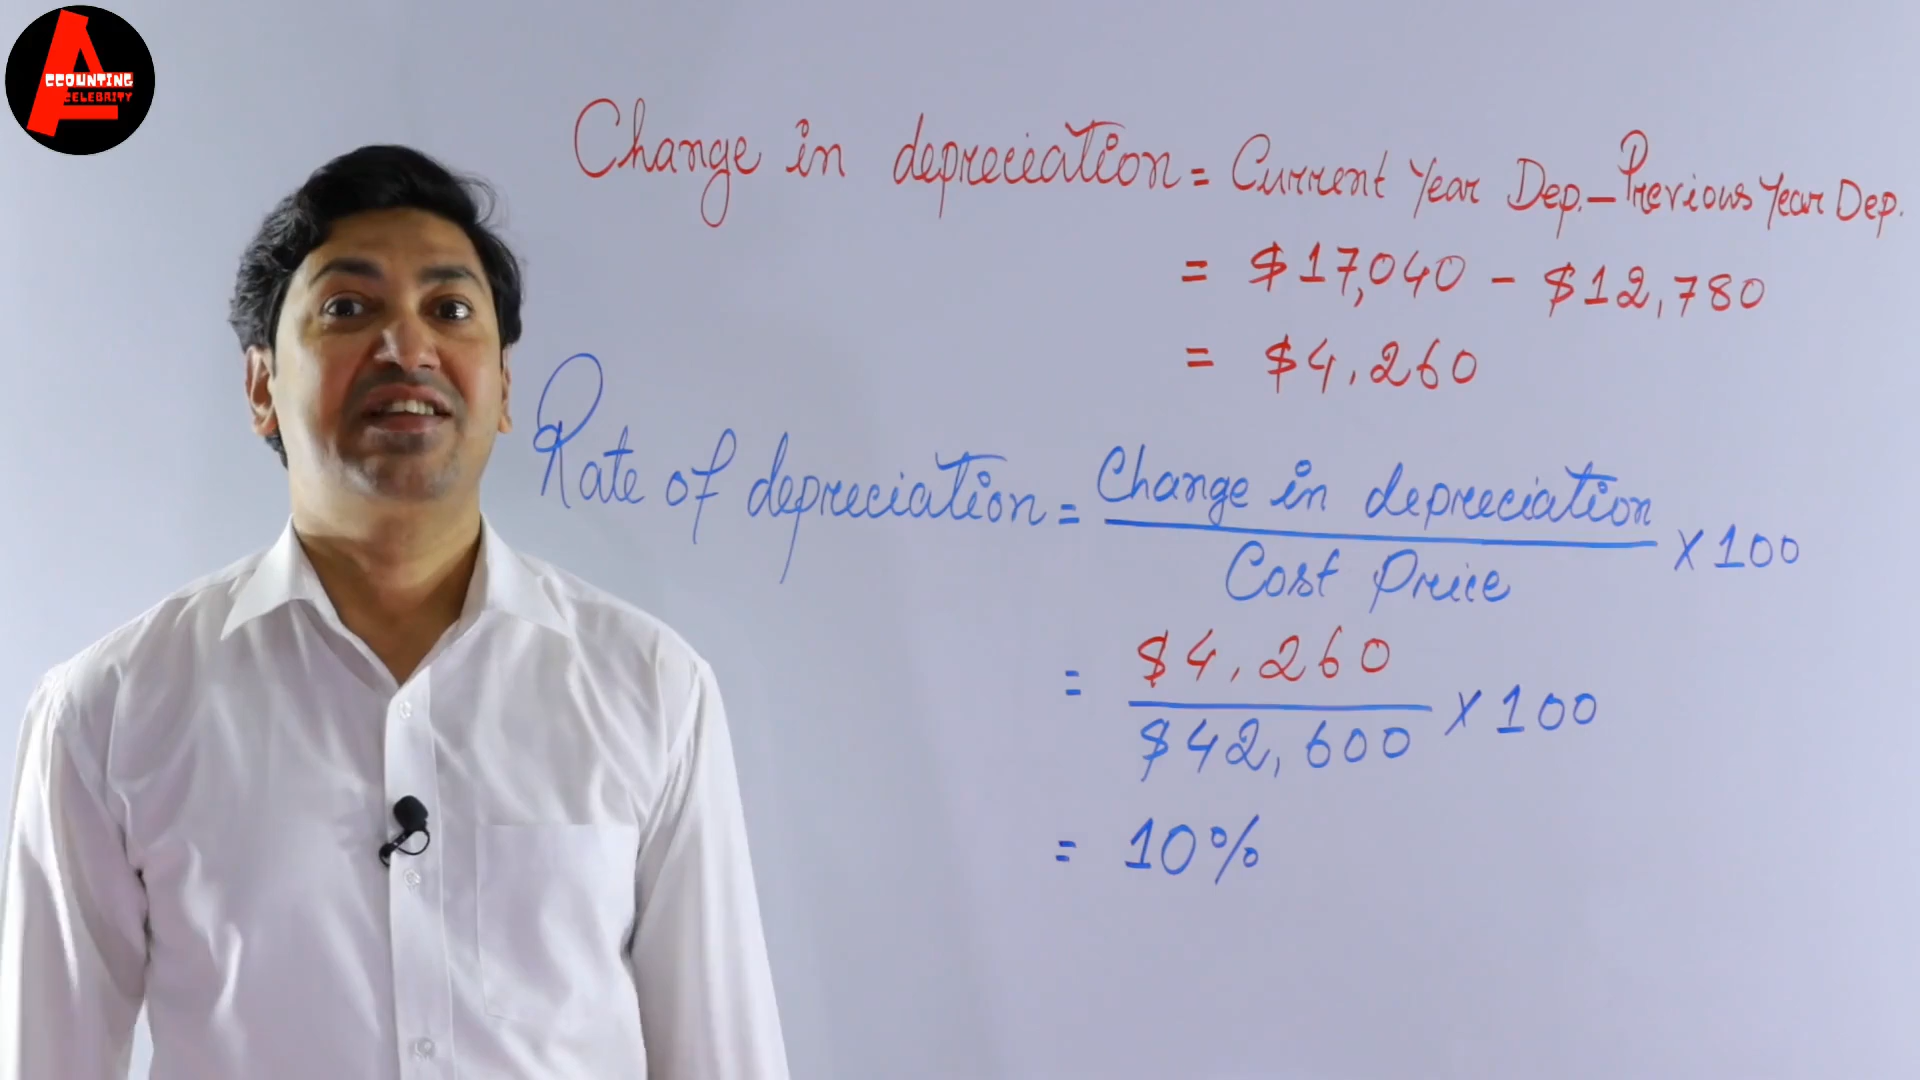 ACCOUNTING
CELEBRITY
Change in depreciation = Current Year Dep. - Previous Year Dep.
= $17,040 - $12,780
= $4,260
Rate of depreciation = Change in depreciation / Cost Price × 100
= $4,260 / $42,600 × 100
= 10%